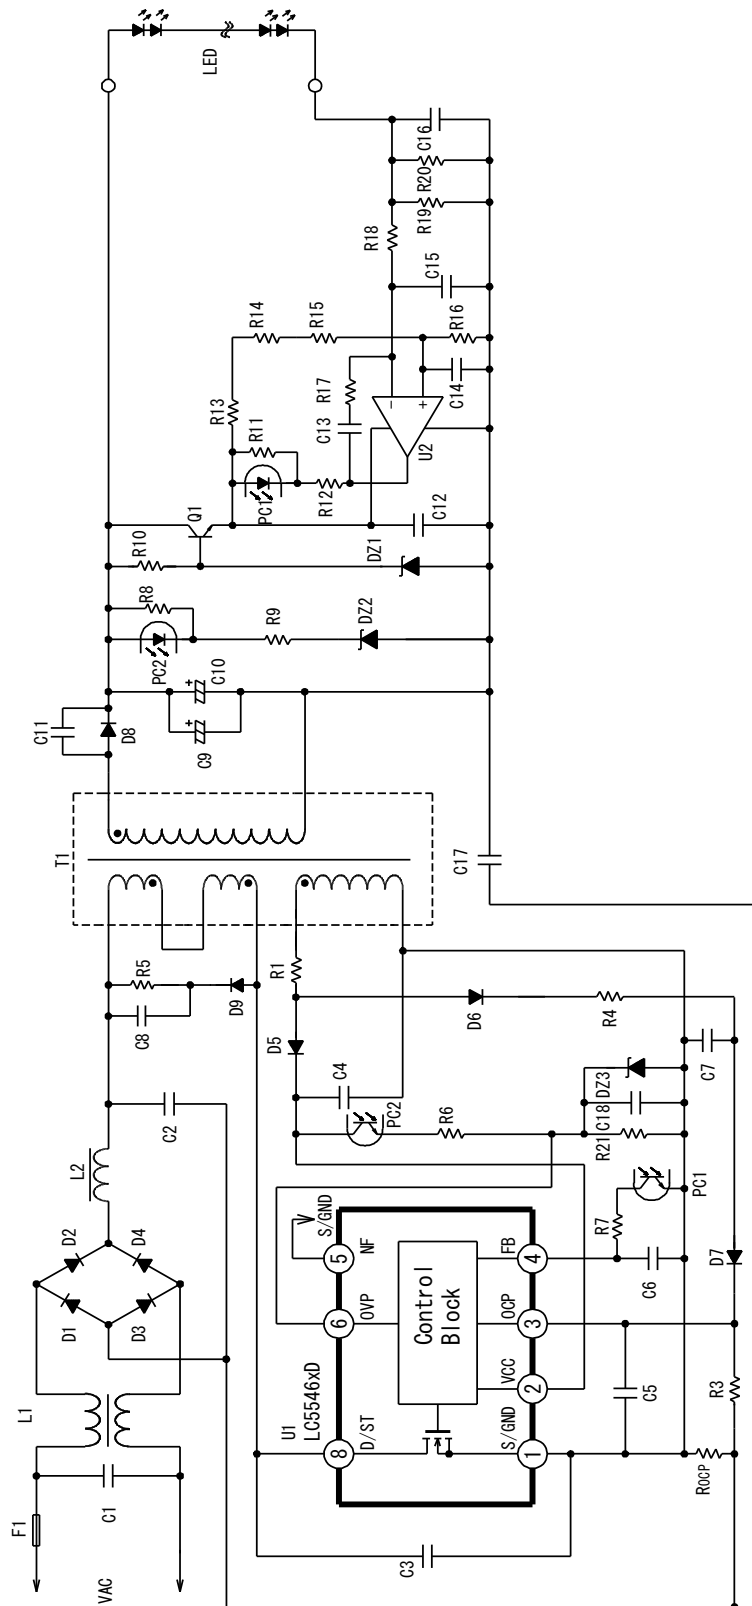 LED
C16
R20
R19
R18
C15
R14
R15
R16
R17
C14
R13
R11
C13
U2
PC1
R12
Q1
C12
R10
DZ1
R8
R9
DZ2
PC2
C10
C11
D8
C9
T1
C17
R5
R1
D9
C8
D6
R4
D5
C4
C7
DZ3
C2
PC2
R6
C18
R21
L2
S/GND
PC1
D2
D4
NF
FB
R7
D7
5
4
C6
D1
D3
OVP
Control
Block
OCP
6
3
L1
U1
LC5546xD
VCC
2
C5
R3
D/ST
S/GND
8
1
ROCP
F1
C1
C3
VAC
+
+
−
+